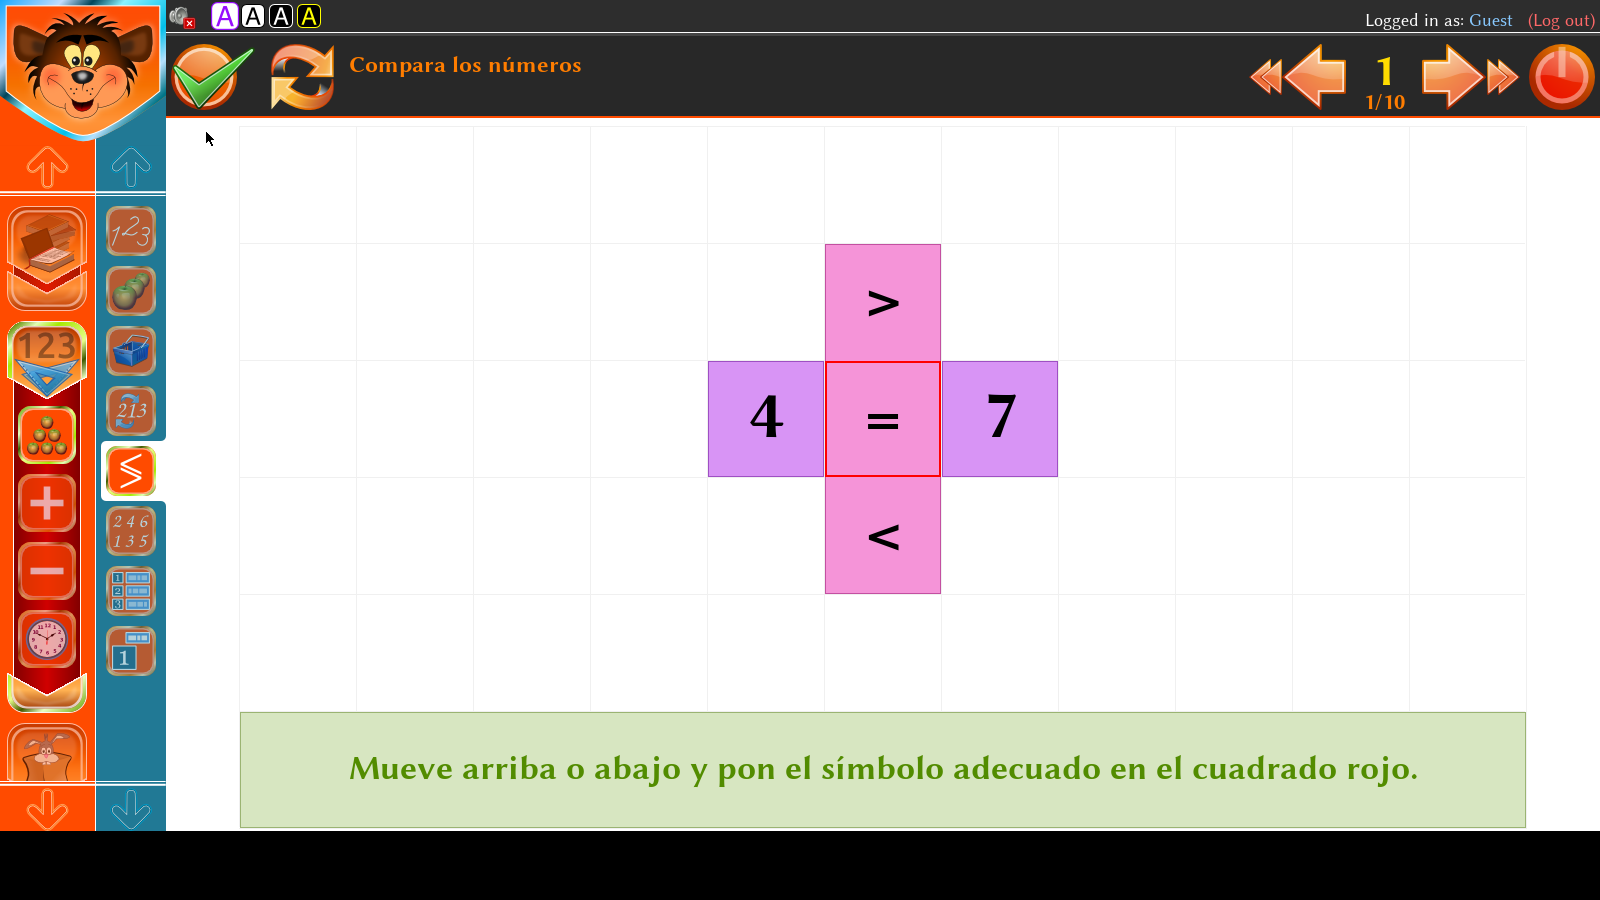 A A A A
Logged in as: Guest (Log out)
Compara los números
1
1/10
123
123
213
2 4 6
1 3 5
1
2
3
1
>
4 = 7
<
Mueve arriba o abajo y pon el símbolo adecuado en el cuadrado rojo.